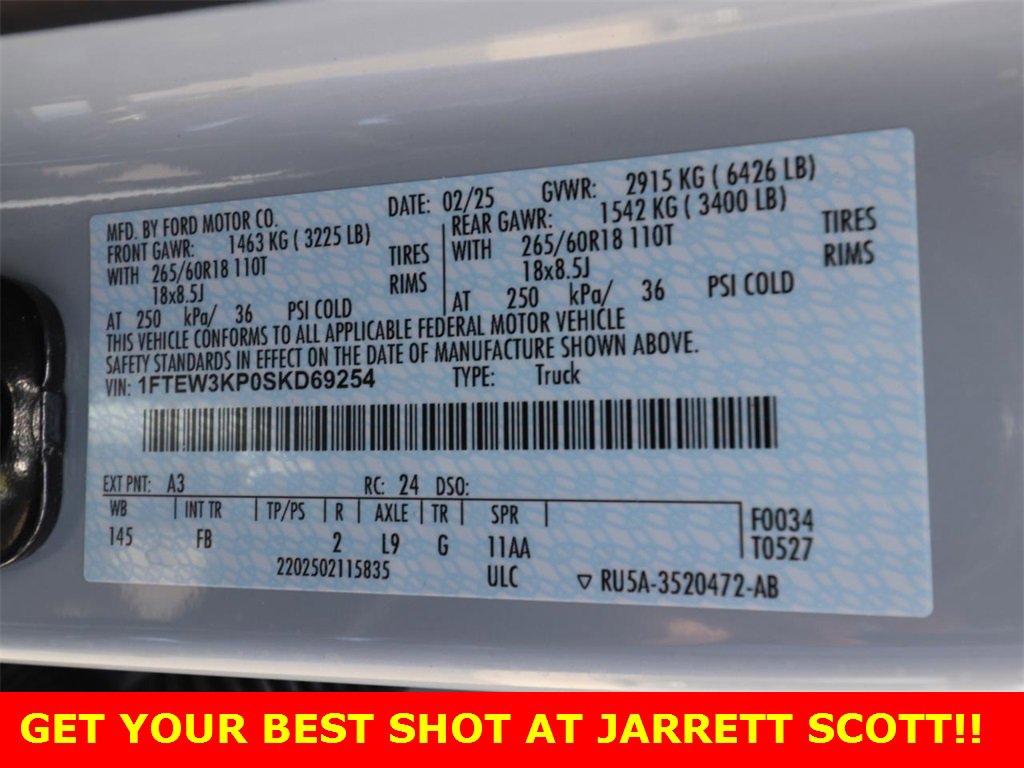 MFD. BY FORD MOTOR CO. DATE: 02/25 GVWR: 2915 KG ( 6426 LB)
FRONT GAWR: 1463 KG ( 3225 LB) REAR GAWR: 1542 KG ( 3400 LB)
WITH 265/60R18 110T TIRES WITH 265/60R18 110T TIRES
18x8.5J RIMS 18x8.5J RIMS
AT 250 kPa/ 36 PSI COLD AT 250 kPa/ 36 PSI COLD
THIS VEHICLE CONFORMS TO ALL APPLICABLE FEDERAL MOTOR VEHICLE
SAFETY STANDARDS IN EFFECT ON THE DATE OF MANUFACTURE SHOWN ABOVE.
VIN: 1FTEW3KP0SKD69254 TYPE: Truck
EXT PNT: A3 RC: 24 DSO:
WB INT TR TP/PS R AXLE TR SPR F0034
145 FB 2 L9 G 11AA T0527
2202502115835 ULC ▽ RU5A-3520472-AB
GET YOUR BEST SHOT AT JARRETT SCOTT!!